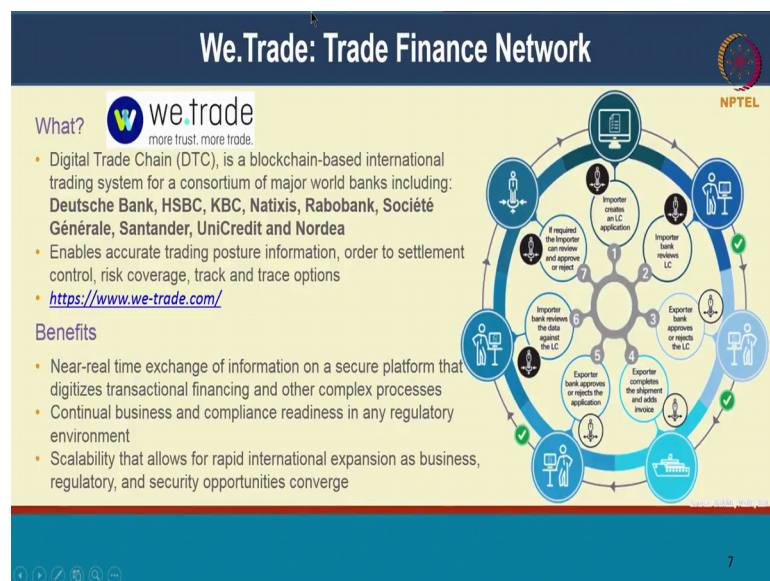 We.Trade: Trade Finance Network
NPTEL
What?
we.trade
more trust. more trade.
• Digital Trade Chain (DTC), is a blockchain-based international
trading system for a consortium of major world banks including:
Deutsche Bank, HSBC, KBC, Natixis, Rabobank, Société
Générale, Santander, UniCredit and Nordea
• Enables accurate trading posture information, order to settlement
control, risk coverage, track and trace options
• https://www.we-trade.com/
Benefits
• Near-real time exchange of information on a secure platform that
digitizes transactional financing and other complex processes
• Continual business and compliance readiness in any regulatory
environment
• Scalability that allows for rapid international expansion as business,
regulatory, and security opportunities converge
Importer
creates
an LC
application
1
Importer
bank
reviews
LC
2
Exporter
bank
approves
or rejects
the LC
3
Exporter
completes
the shipment
and adds
invoice
4
Exporter
bank approves
or rejects the
application
5
Importer
bank reviews
the data
against
the LC
6
If required
the Importer
can review
and approve
or reject
7
7